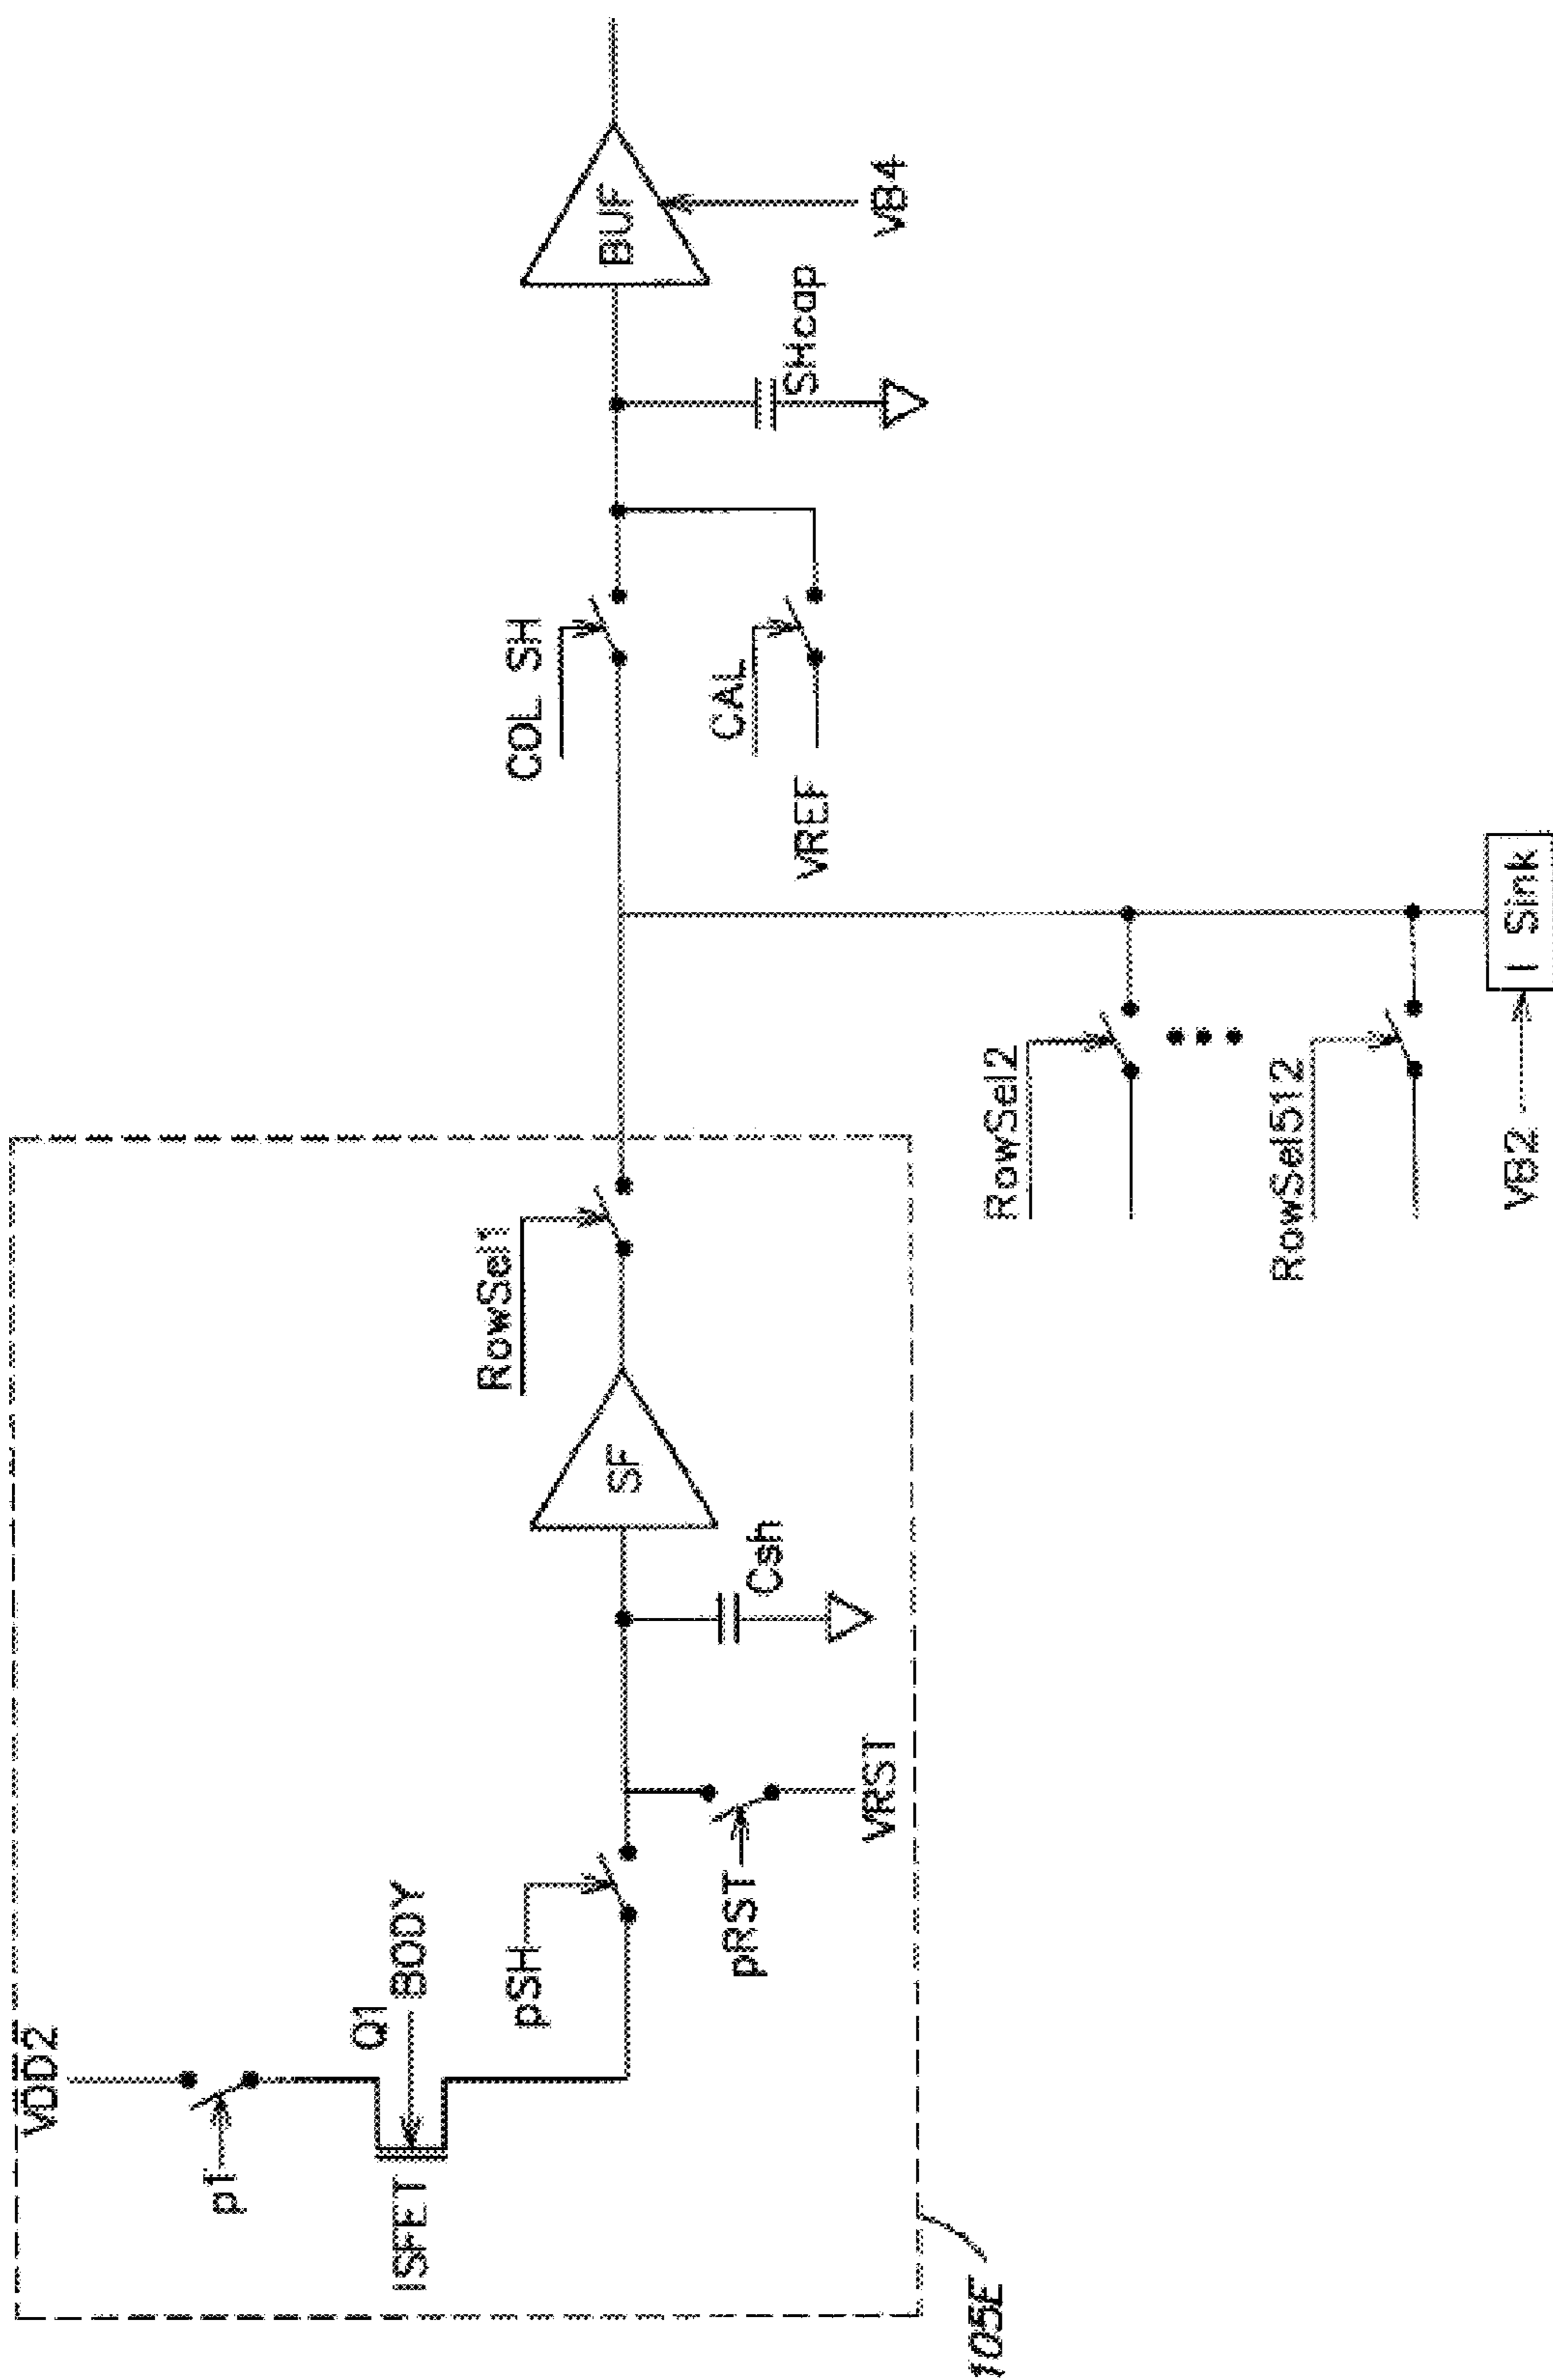 VDD2
p1
Q1
BODY
ISFET
pSH
pRST
VRST
Csh
SF
RowSel1
105E
RowSel2
RowSel512
VB2
I Sink
COL SH
CAL
VREF
SHcap
BUF
VB4